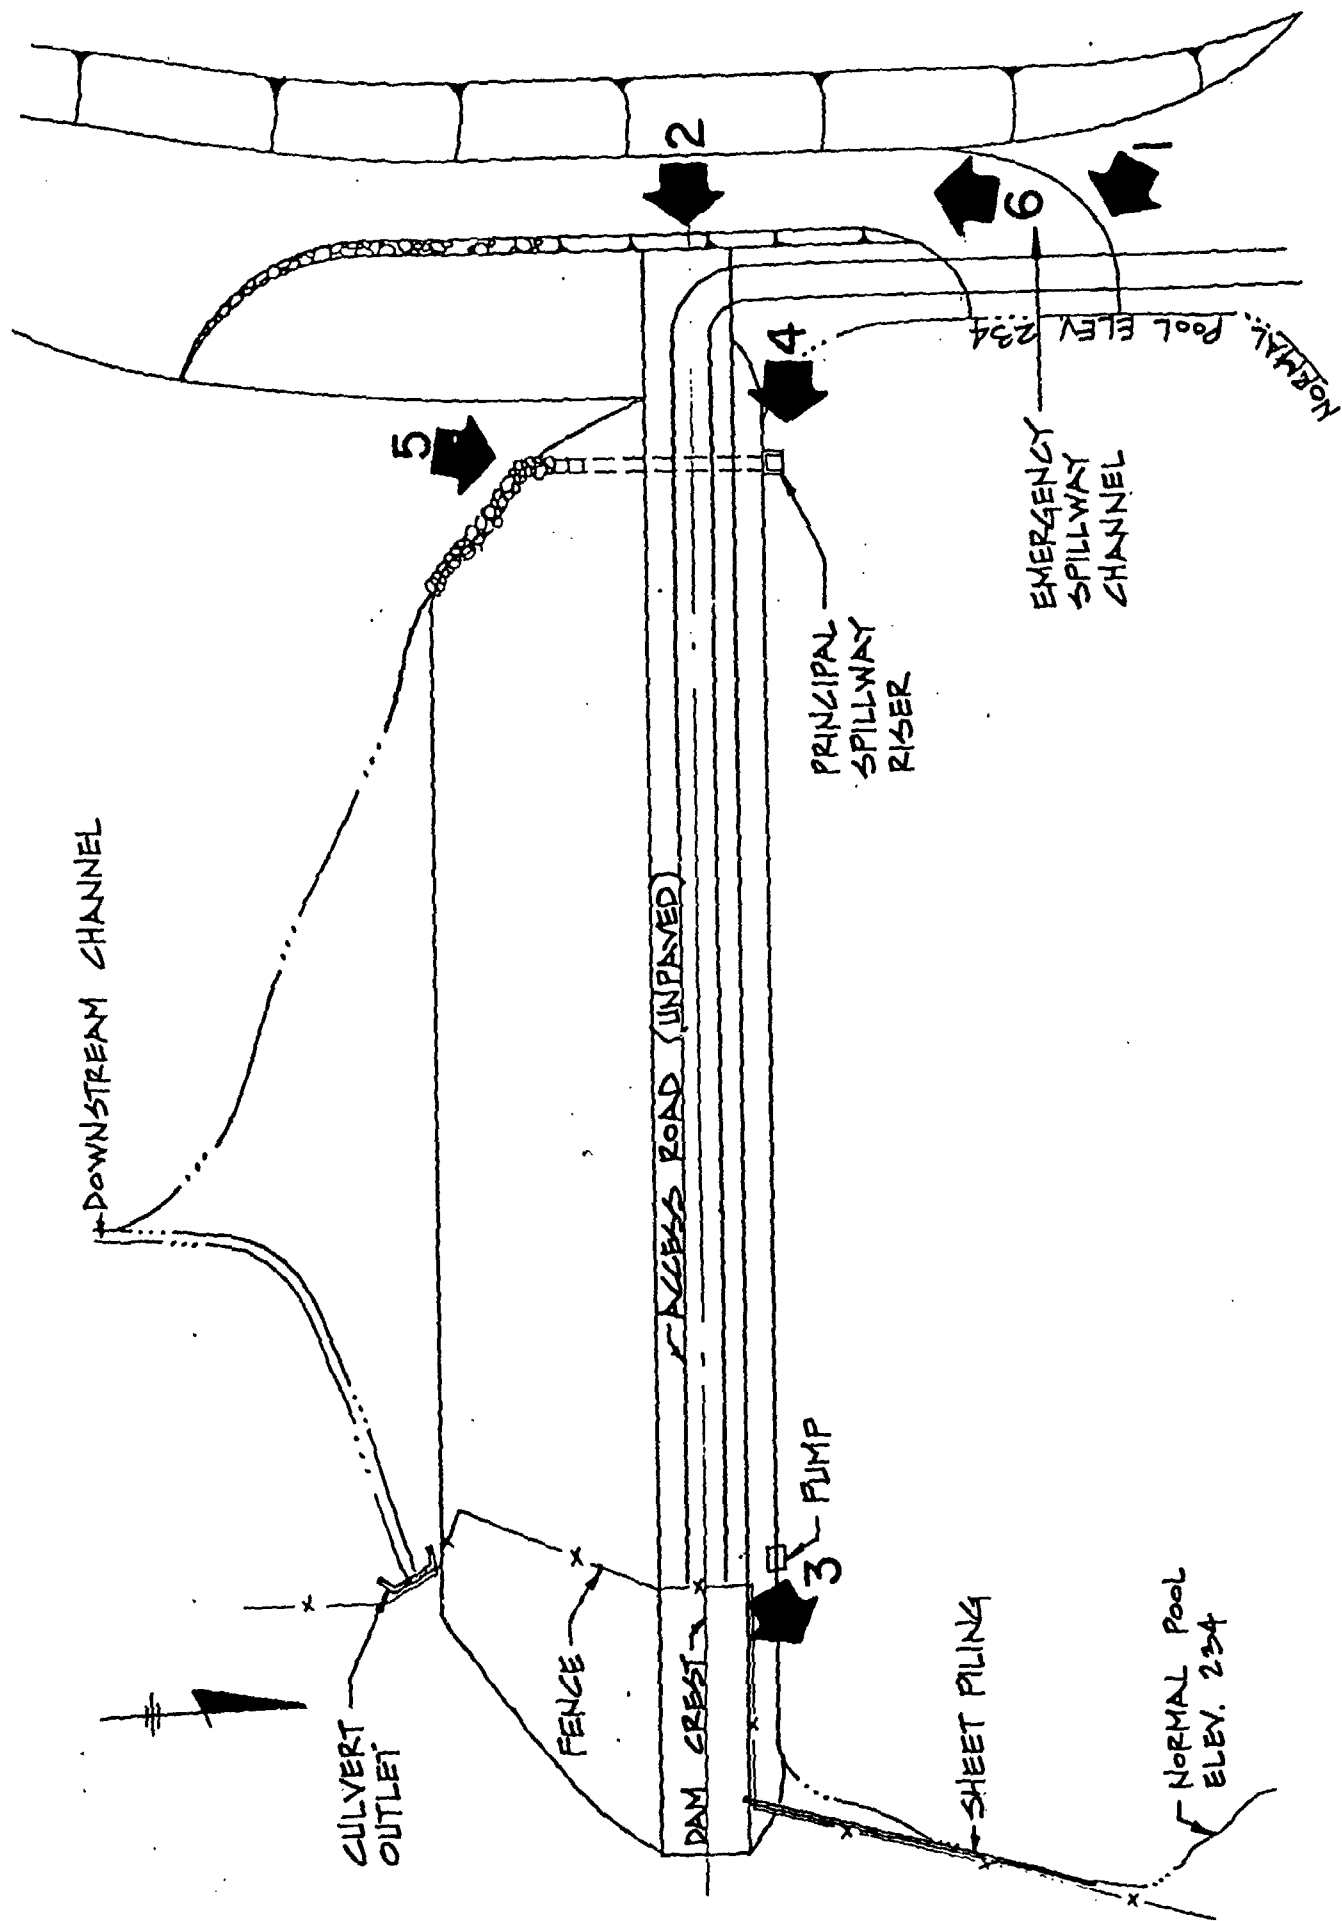 DOWNSTREAM CHANNEL
CULVERT
OUTLET
FENCE
DAM CREST
ACCESS ROAD (UNPAVED)
5
2
4
6
1
3
PUMP
PRINCIPAL
SPILLWAY
RISER
EMERGENCY
SPILLWAY
CHANNEL
SHEET PILING
NORMAL POOL
ELEV. 234
NORMAL POOL ELEV 234